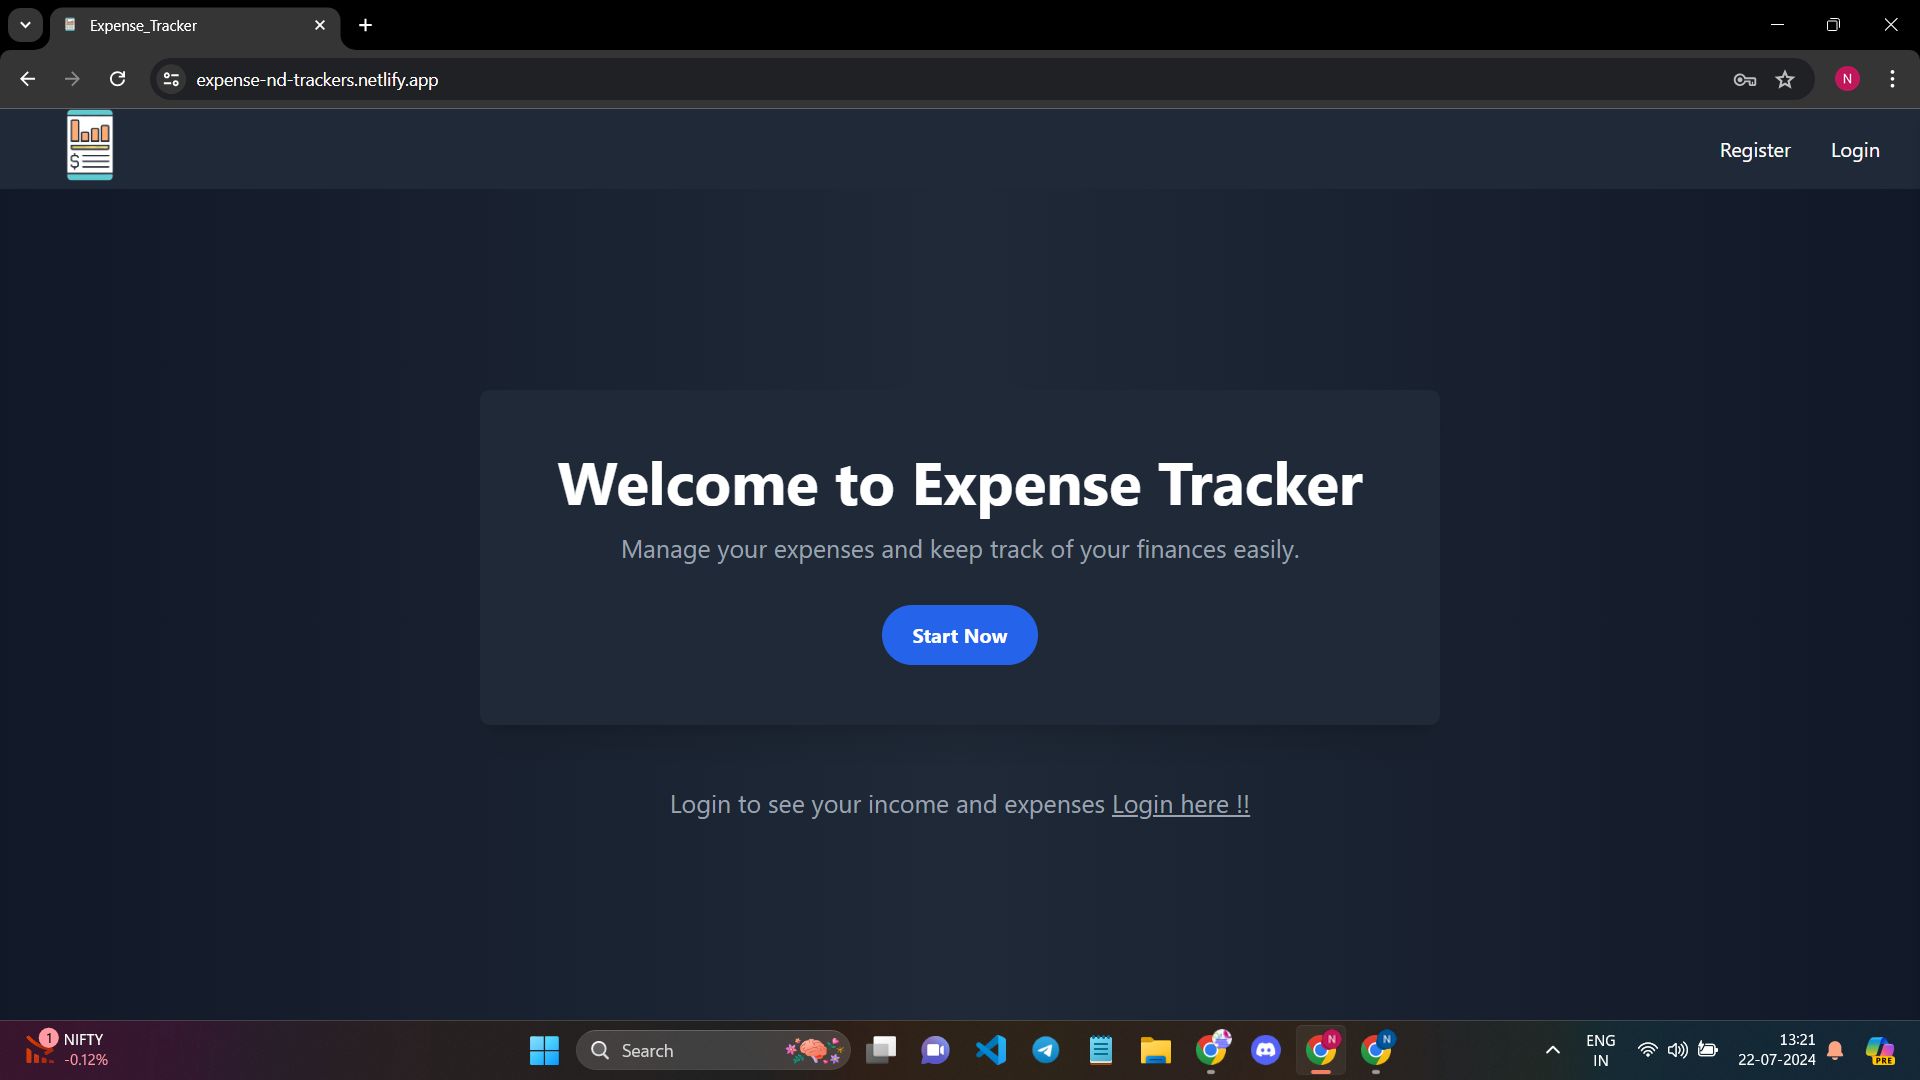 Expense_Tracker
expense-nd-trackers.netlify.app
N
$
Register
Login
Welcome to Expense Tracker
Manage your expenses and keep track of your finances easily.
Start Now
Login to see your income and expenses Login here !!
1
NIFTY
-0.12%
Search
N
N
ENG
IN
13:21
22-07-2024
PRE